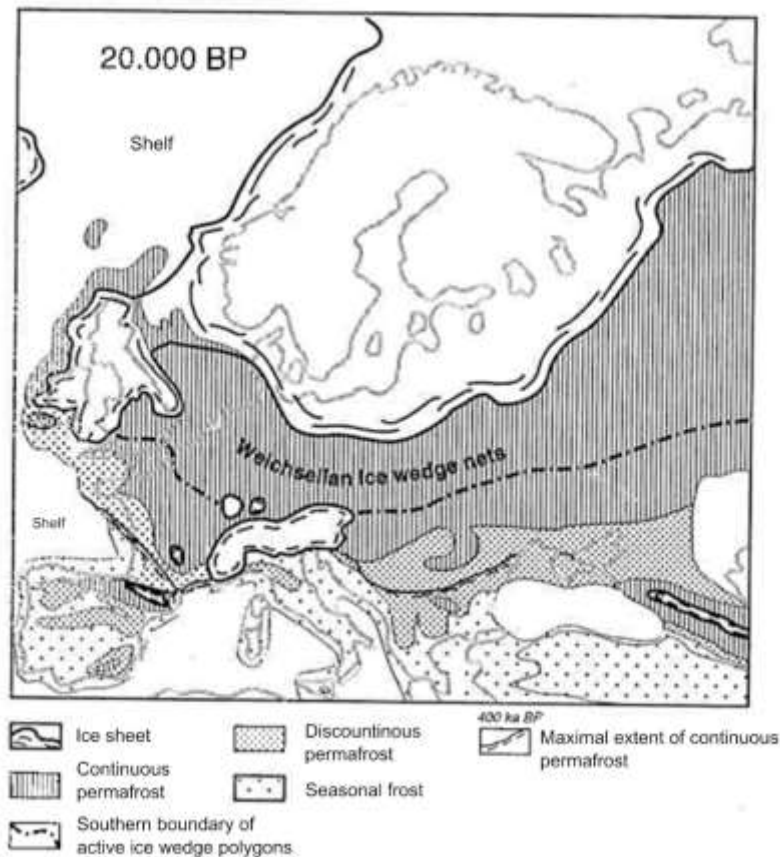 20.000 BP
Shelf
Weichselian Ice wedge nets
Shelf
Ice sheet
Continuous
permafrost
Southern boundary of
active ice wedge polygons
Discountinous
permafrost
Seasonal frost
400 ka BP
Maximal extent of continuous
permafrost